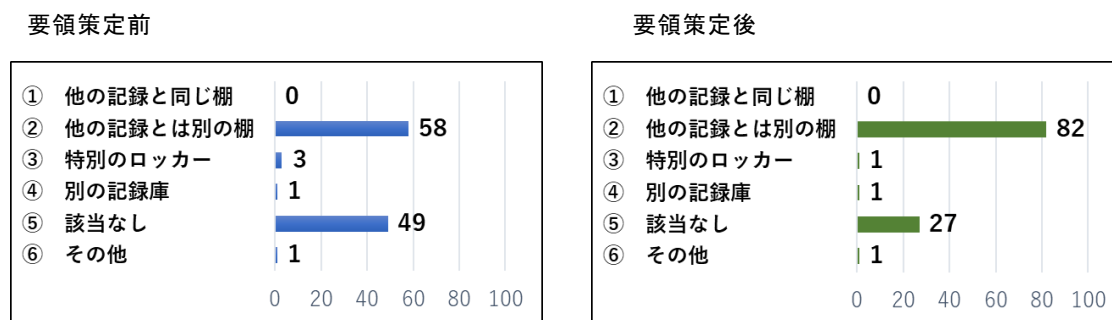 要領策定前
① 他の記録と同じ棚 0
② 他の記録とは別の棚 58
③ 特別のロッカー 3
④ 別の記録庫 1
⑤ 該当なし 49
⑥ その他 1
0 20 40 60 80 100
要領策定後
① 他の記録と同じ棚 0
② 他の記録とは別の棚 82
③ 特別のロッカー 1
④ 別の記録庫 1
⑤ 該当なし 27
⑥ その他 1
0 20 40 60 80 100